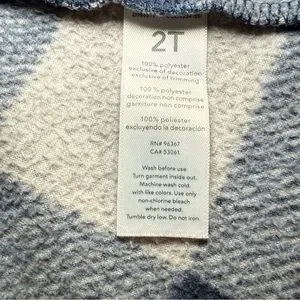 2T
100% polyester
exclusive of decoration
exclusive of trimming
100% polyester
decoration non comprise
garniture non comprise
100% poliester
excluyendo la decoración
RN# 96367
CA# 53061
Wash before use
Turn garment inside out.
Machine wash cold.
with like colors. Use only
non-chlorine bleach
when needed.
Tumble dry low. Do not iron.